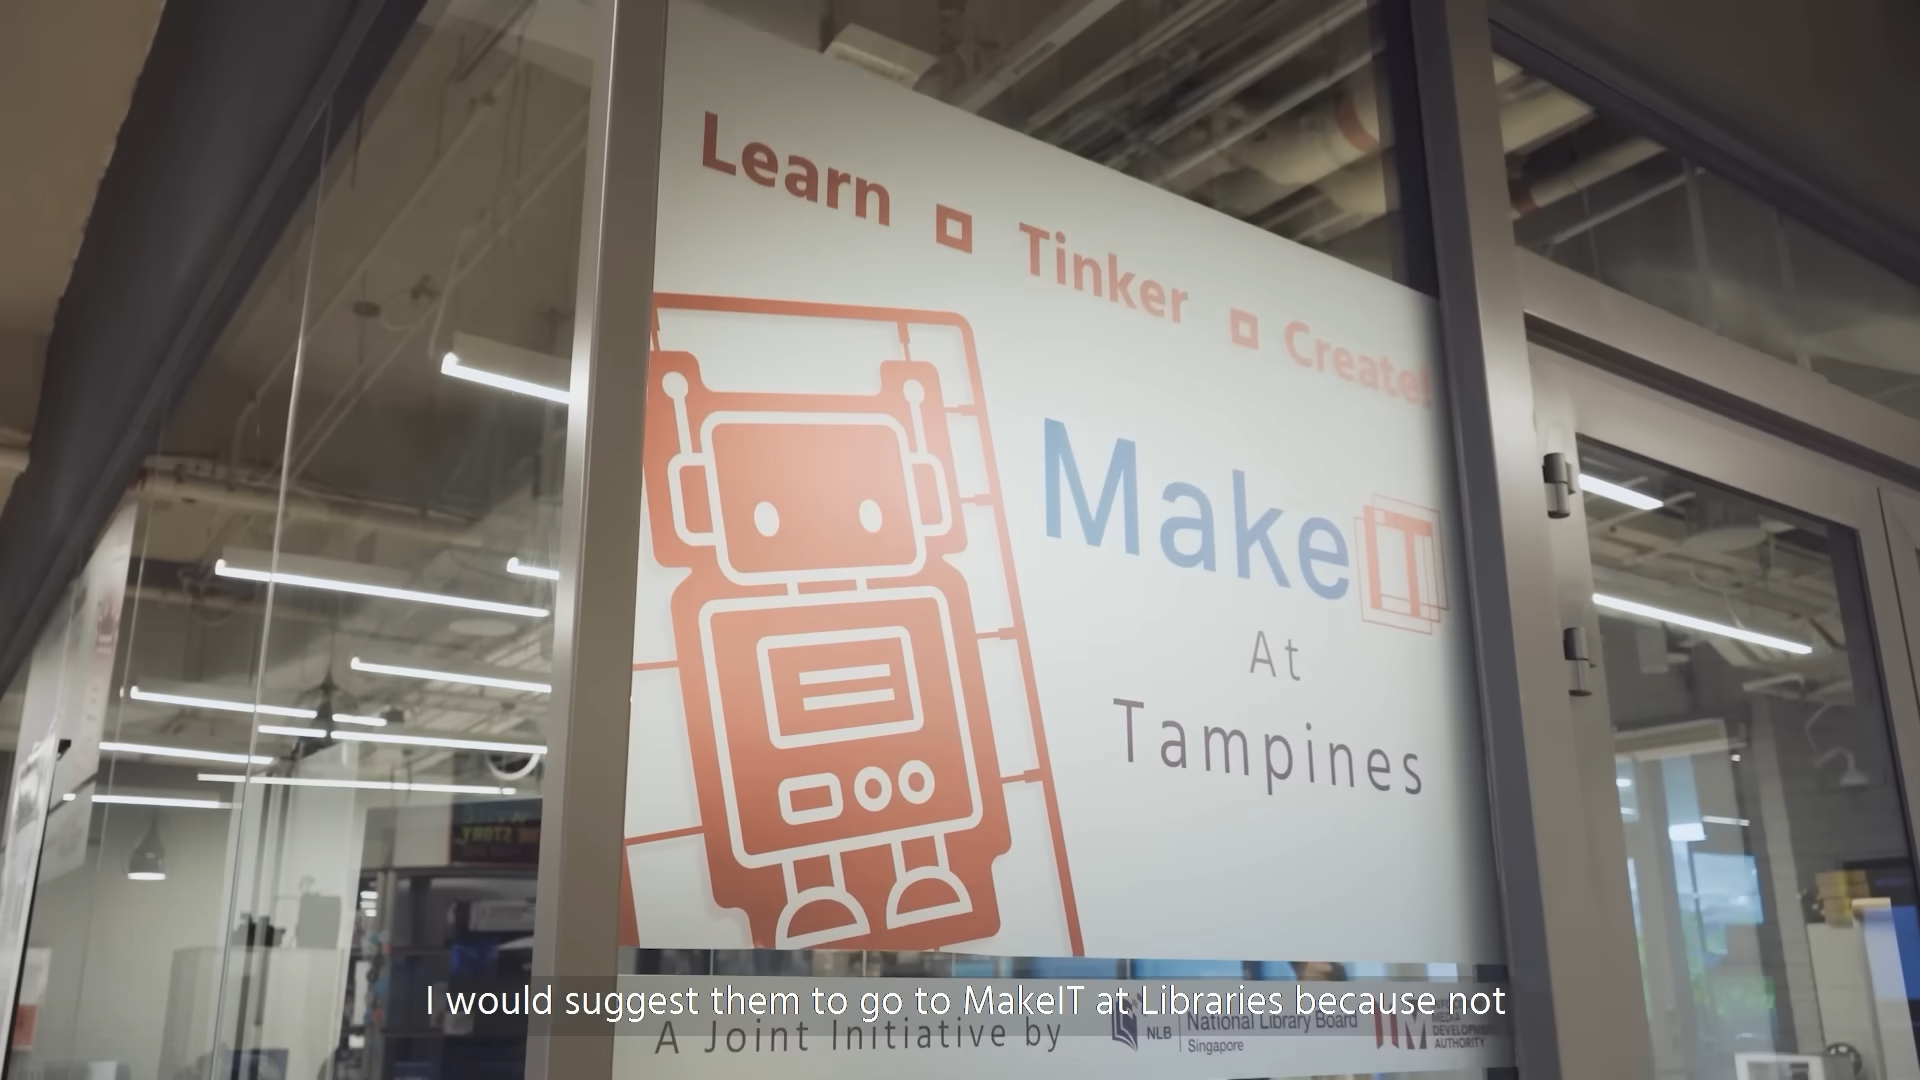 Learn Tinker Create!
MakeIT
At
Tampines
I would suggest them to go to MakeIT at Libraries because not
A Joint Initiative by
NLB
National Library Board
Singapore
MEDIA
DEVELOPMENT
AUTHORITY